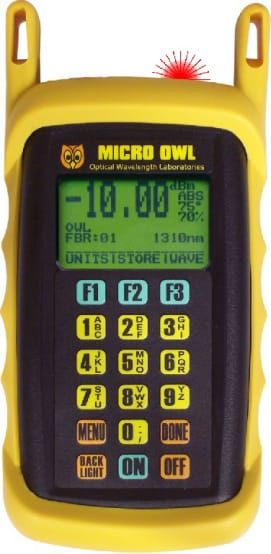 MICRO OWL
Optical Wavelength Laboratories
-10.00 dBm
ABS
75°
70%
OWL
FBR:01 1310nm
UNITS|STORE|WAVE
F1 F2 F3
1 ABC 2 DEF 3 GHI
4 JKL 5 MNO 6 PQR
7 STU 8 VWX 9 YZ
MENU 0 ;: DONE
BACK LIGHT ON OFF